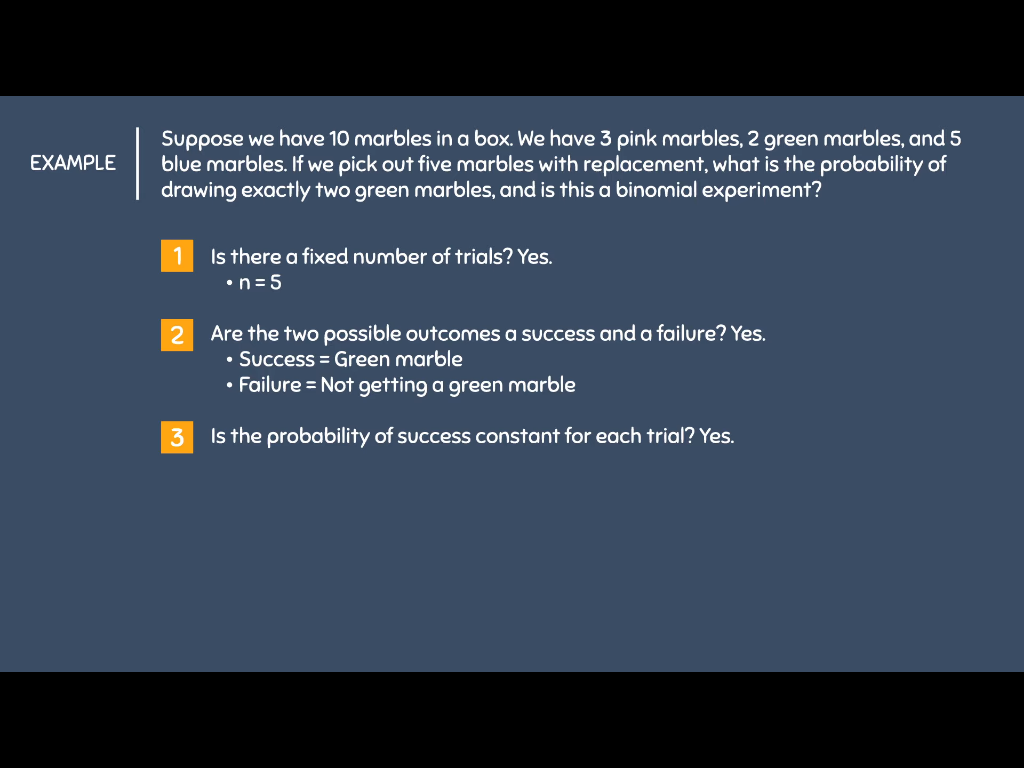 EXAMPLE
Suppose we have 10 marbles in a box. We have 3 pink marbles, 2 green marbles, and 5
blue marbles. If we pick out five marbles with replacement, what is the probability of
drawing exactly two green marbles, and is this a binomial experiment?
1 Is there a fixed number of trials? Yes.
• n = 5
2 Are the two possible outcomes a success and a failure? Yes.
• Success = Green marble
• Failure = Not getting a green marble
3 Is the probability of success constant for each trial? Yes.